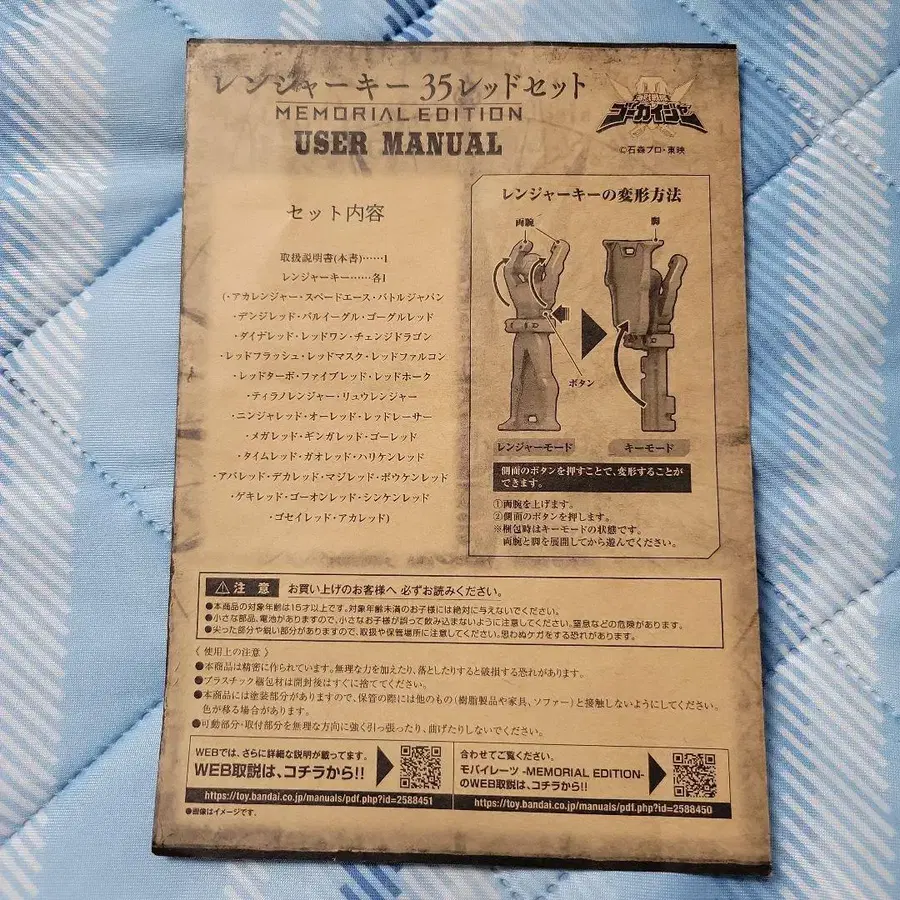 レンジャーキー 35レッドセット
MEMORIAL EDITION
USER MANUAL
海賊戦隊
ゴーカイジャー
©石森プロ・東映
セット内容
取扱説明書(本書)……1
レンジャーキー……各1
(・アカレンジャー・スペードエース・バトルジャパン
・デンジレッド・バルイーグル・ゴーグルレッド
・ダイナレッド・レッドワン・チェンジドラゴン
・レッドフラッシュ・レッドマスク・レッドファルコン
・レッドターボ・ファイブレッド・レッドホーク
・ティラノレンジャー・リュウレンジャー
・ニンジャレッド・オーレッド・レッドレーサー
・メガレッド・ギンガレッド・ゴーレッド
・タイムレッド・ガオレッド・ハリケンレッド
・アバレッド・デカレッド・マジレッド・ボウケンレッド
・ゲキレッド・ゴーオンレッド・シンケンレッド
・ゴセイレッド・アカレッド)
レンジャーキーの変形方法
両腕
脚
ボタン
レンジャーモード
キーモード
側面のボタンを押すことで、変形することが
できます。
①両腕を上げます。
②側面のボタンを押します。
※梱包時はキーモードの状態です。
両腕と脚を展開してから遊んでください。
注意
お買い上げのお客様へ 必ずお読みください。
●本商品の対象年齢は15才以上です。対象年齢未満のお子様には絶対に与えないでください。
●小さな部品、電池がありますので、小さなお子様が誤って飲み込まないように注意してください。窒息などの危険があります。
●尖った部分や鋭い部分がありますので、取扱や保管場所に注意してください。思わぬケガをする恐れがあります。
〈 使用上の注意 〉
●本商品は精密に作られています。無理な力を加えたり、落としたりすると破損する恐れがあります。
●プラスチック梱包材は開封後はすぐに捨ててください。
●本商品には塗装部分がありますので、保管の際には他のもの(樹脂製品や家具、ソファー)と接触しないようにしてください。
色が移る場合があります。
●可動部分・取付部分を無理な方向に強く引っ張ったり、曲げたりしないでください。
WEBでは、さらに詳細な説明が載ってます。
WEB取説は、コチラから!!
https://toy.bandai.co.jp/manuals/pdf.php?id=2588451
合わせてご覧ください。
モバイレーツ -MEMORIAL EDITION-
のWEB取説は、コチラから!!
https://toy.bandai.co.jp/manuals/pdf.php?id=2588450
●画像はイメージです。